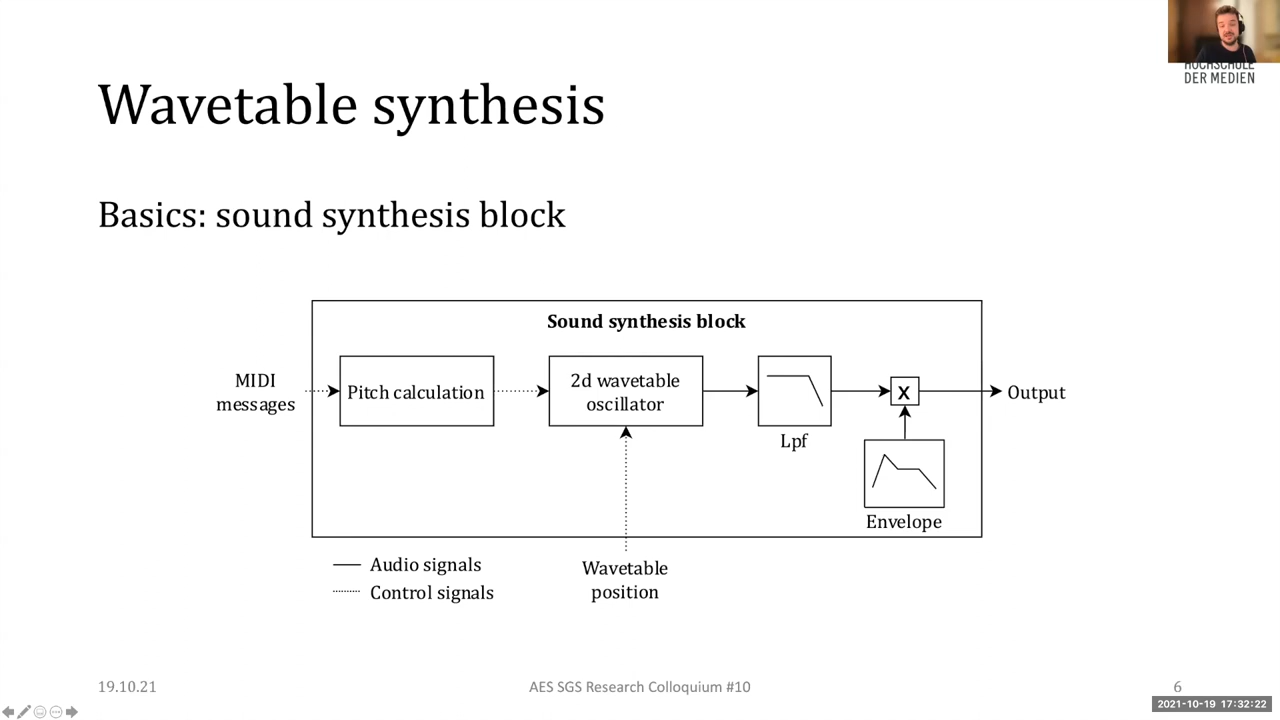 HOCHSCHULE
DER MEDIEN
Wavetable synthesis
Basics: sound synthesis block
Sound synthesis block
MIDI
messages
Pitch calculation
2d wavetable
oscillator
Lpf
X
Output
Envelope
Audio signals
Control signals
Wavetable
position
19.10.21
AES SGS Research Colloquium #10
6
2021-10-19 17:32:22